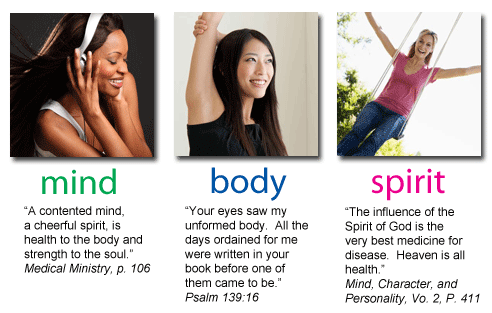 mind
“A contented mind,
a cheerful spirit, is
health to the body and
strength to the soul.”
Medical Ministry, p. 106
body
“Your eyes saw my
unformed body.  All the
days ordained for me
were written in your
book before one of
them came to be.”
Psalm 139:16
spirit
“The influence of the
Spirit of God is the
very best medicine for
disease.  Heaven is all
health.”
Mind, Character, and
Personality, Vo. 2, P. 411